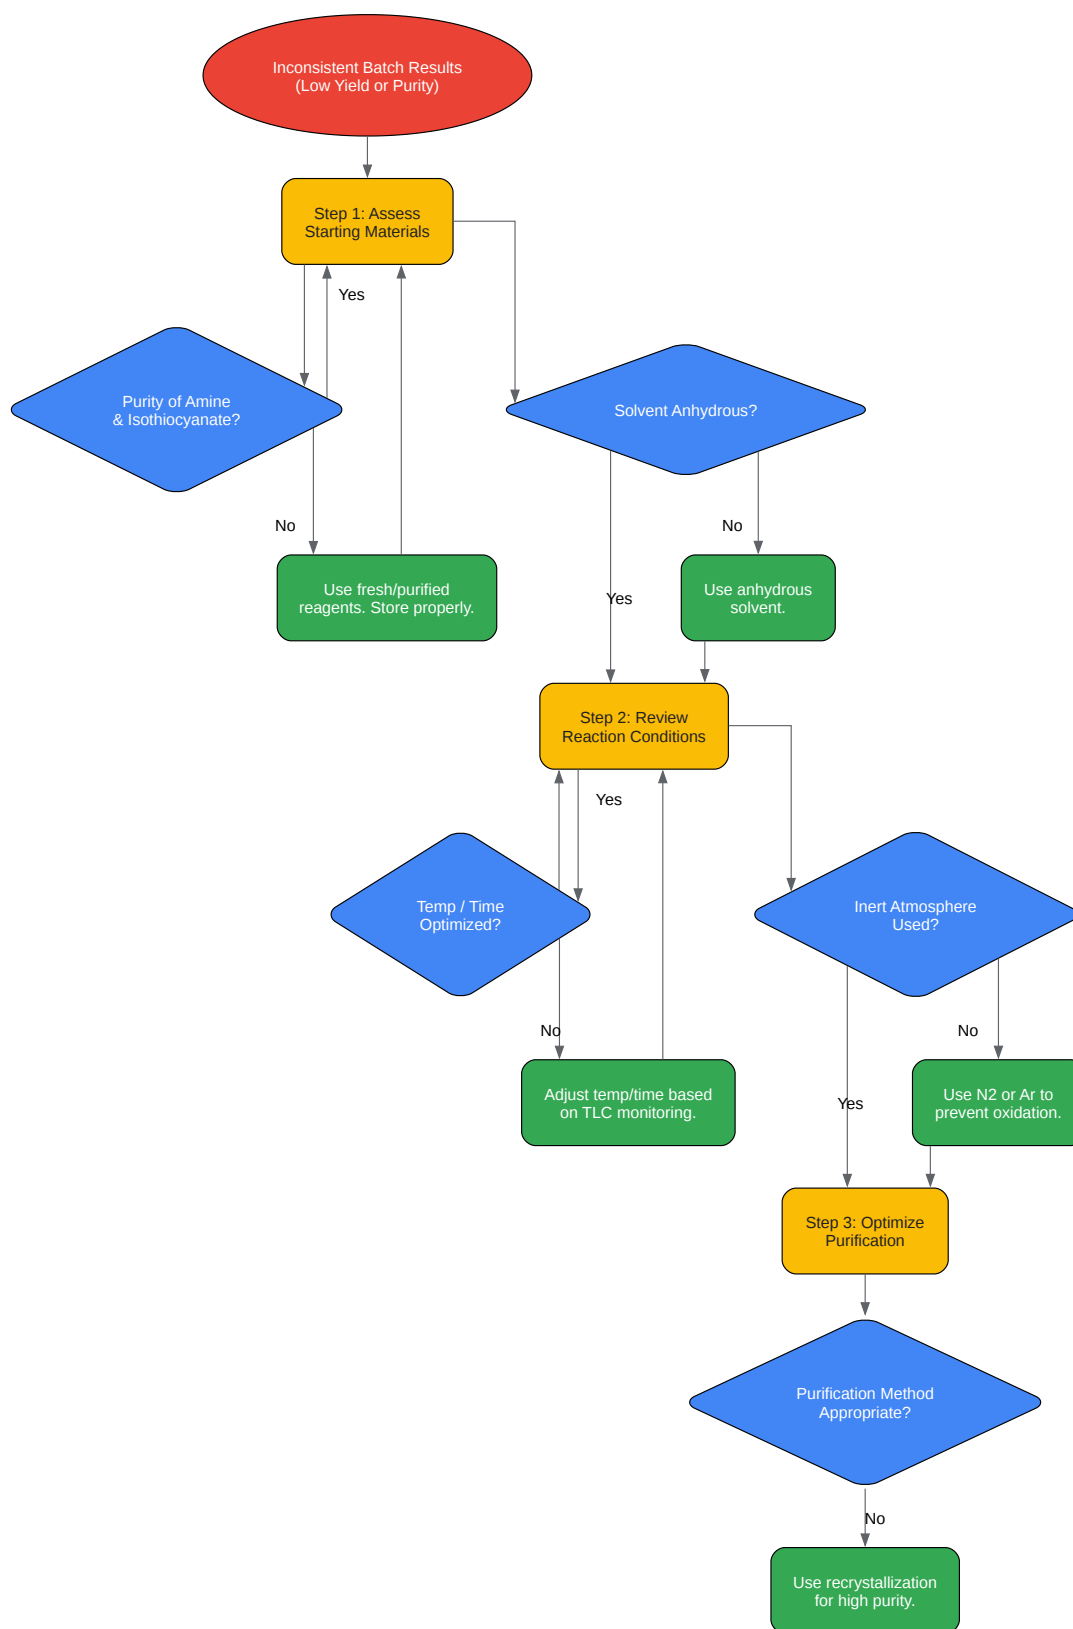 Inconsistent Batch Results
(Low Yield or Purity)
Step 1: Assess
Starting Materials
Yes
Purity of Amine
& Isothiocyanate?
Solvent Anhydrous?
No
No
Use fresh/purified
reagents. Store properly.
Yes
Use anhydrous
solvent.
Step 2: Review
Reaction Conditions
Yes
Temp / Time
Optimized?
Inert Atmosphere
Used?
No
No
Adjust temp/time based
on TLC monitoring.
Yes
Use N2 or Ar to
prevent oxidation.
Step 3: Optimize
Purification
Purification Method
Appropriate?
No
Use recrystallization
for high purity.